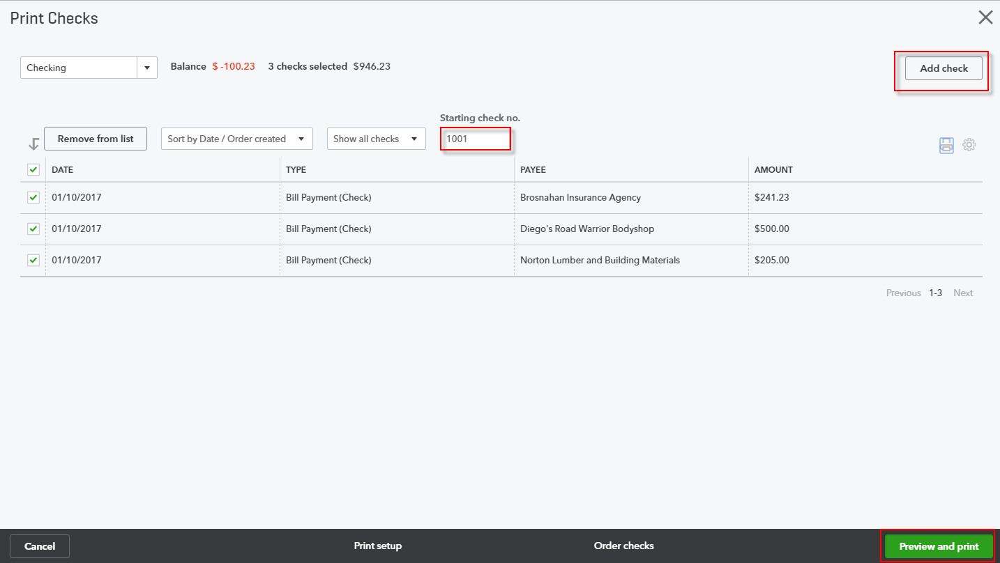 Print Checks
Checking Balance $ -100.23 3 checks selected $946.23 Add check
Starting check no.
Remove from list Sort by Date / Order created Show all checks 1001
DATE TYPE PAYEE AMOUNT
01/10/2017 Bill Payment (Check) Brosnahan Insurance Agency $241.23
01/10/2017 Bill Payment (Check) Diego's Road Warrior Bodyshop $500.00
01/10/2017 Bill Payment (Check) Norton Lumber and Building Materials $205.00
Previous 1-3 Next
Cancel Print setup Order checks Preview and print